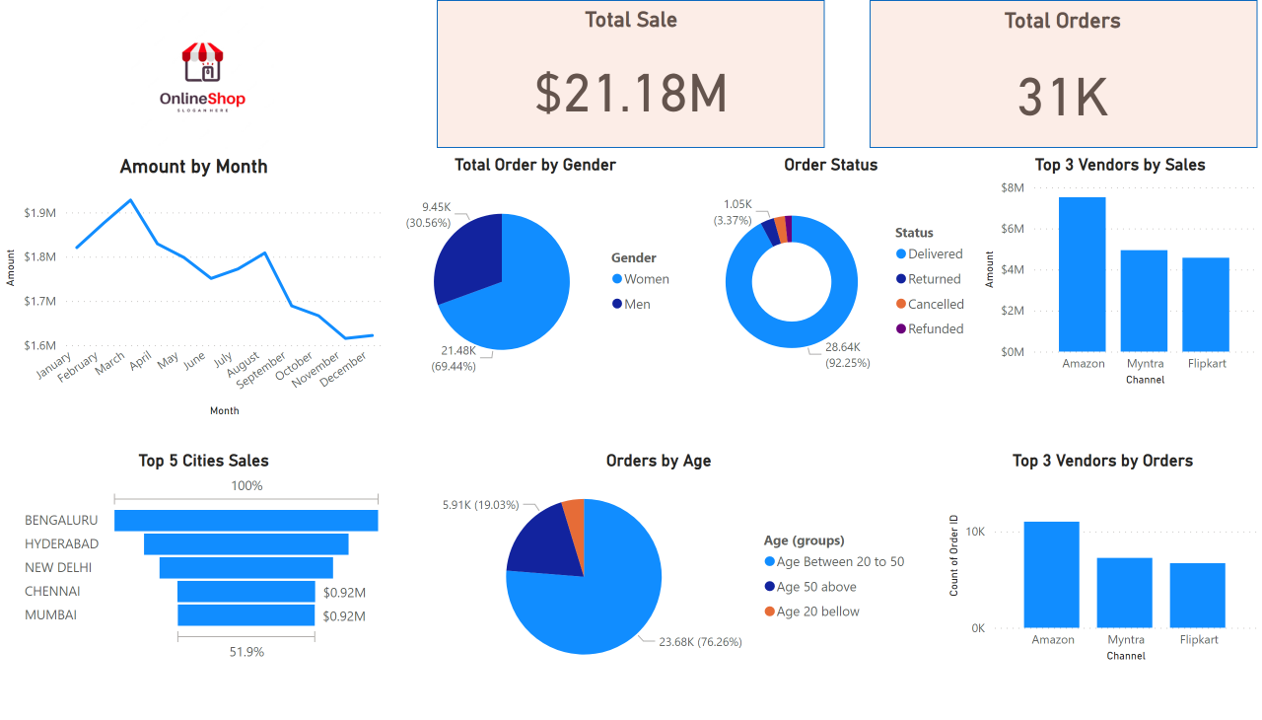 OnlineShop
SLOGAN HERE
Total Sale
$21.18M
Total Orders
31K
Amount by Month
$1.9M
$1.8M
$1.7M
$1.6M
Amount
January
February
March
April
May
June
July
August
September
October
November
December
Month
Total Order by Gender
9.45K
(30.56%)
21.48K
(69.44%)
Gender
Women
Men
Order Status
1.05K
(3.37%)
28.64K
(92.25%)
Status
Delivered
Returned
Cancelled
Refunded
Top 3 Vendors by Sales
$8M
$6M
$4M
$2M
$0M
Amount
Amazon
Myntra
Flipkart
Channel
Top 5 Cities Sales
100%
BENGALURU
HYDERABAD
NEW DELHI
CHENNAI
$0.92M
MUMBAI
$0.92M
51.9%
Orders by Age
5.91K (19.03%)
23.68K (76.26%)
Age (groups)
Age Between 20 to 50
Age 50 above
Age 20 bellow
Top 3 Vendors by Orders
10K
0K
Count of Order ID
Amazon
Myntra
Flipkart
Channel